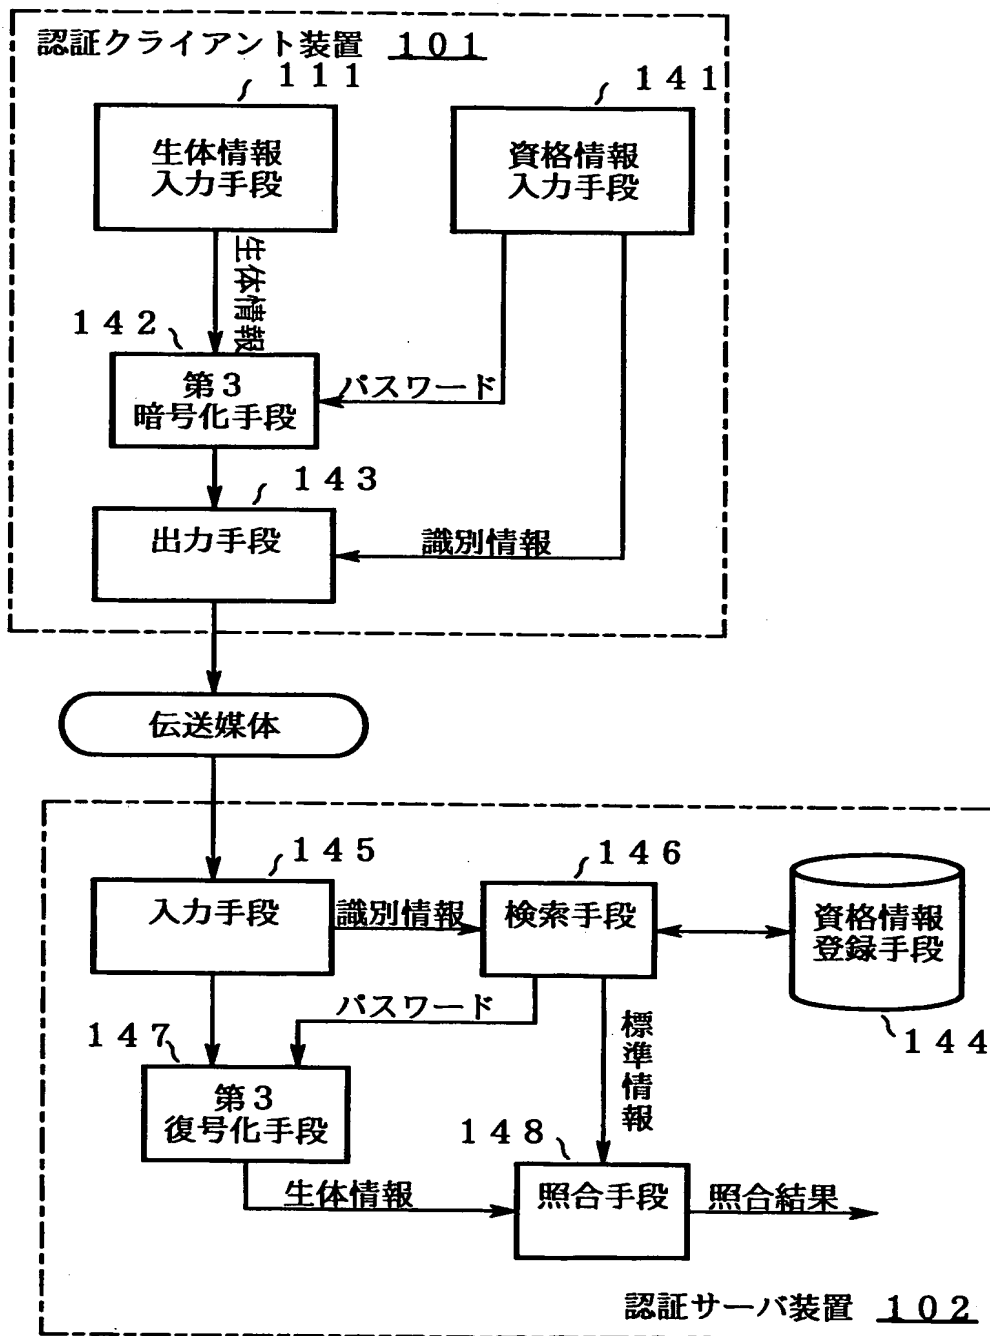 認証クライアント装置 １０１
１１１
１４１
生体情報
入力手段
資格情報
入力手段
生体情報
１４２
第３
暗号化手段
パスワード
１４３
出力手段
識別情報
伝送媒体
１４５
１４６
入力手段
識別情報
検索手段
資格情報
登録手段
パスワード
標準情報
１４４
１４７
第３
復号化手段
１４８
生体情報
照合手段
照合結果
認証サーバ装置 １０２